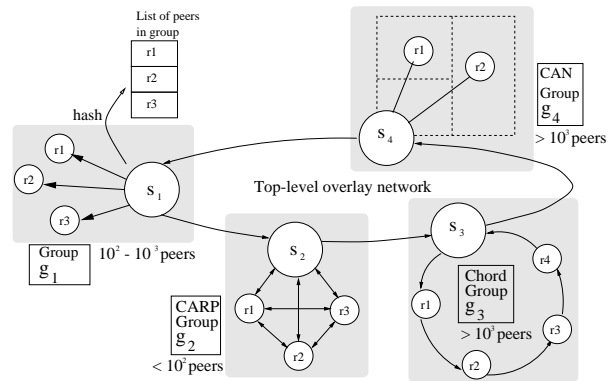 List of peers
in group
r1
r2
r3
hash
r1
r2
r3
S1
Group
g1
10² - 10³ peers
Top-level overlay network
r1
r2
S4
CAN
Group
g4
> 10³ peers
S2
r1
r3
r2
CARP
Group
g2
< 10² peers
S3
r4
r1
r3
r2
Chord
Group
g3
> 10³ peers